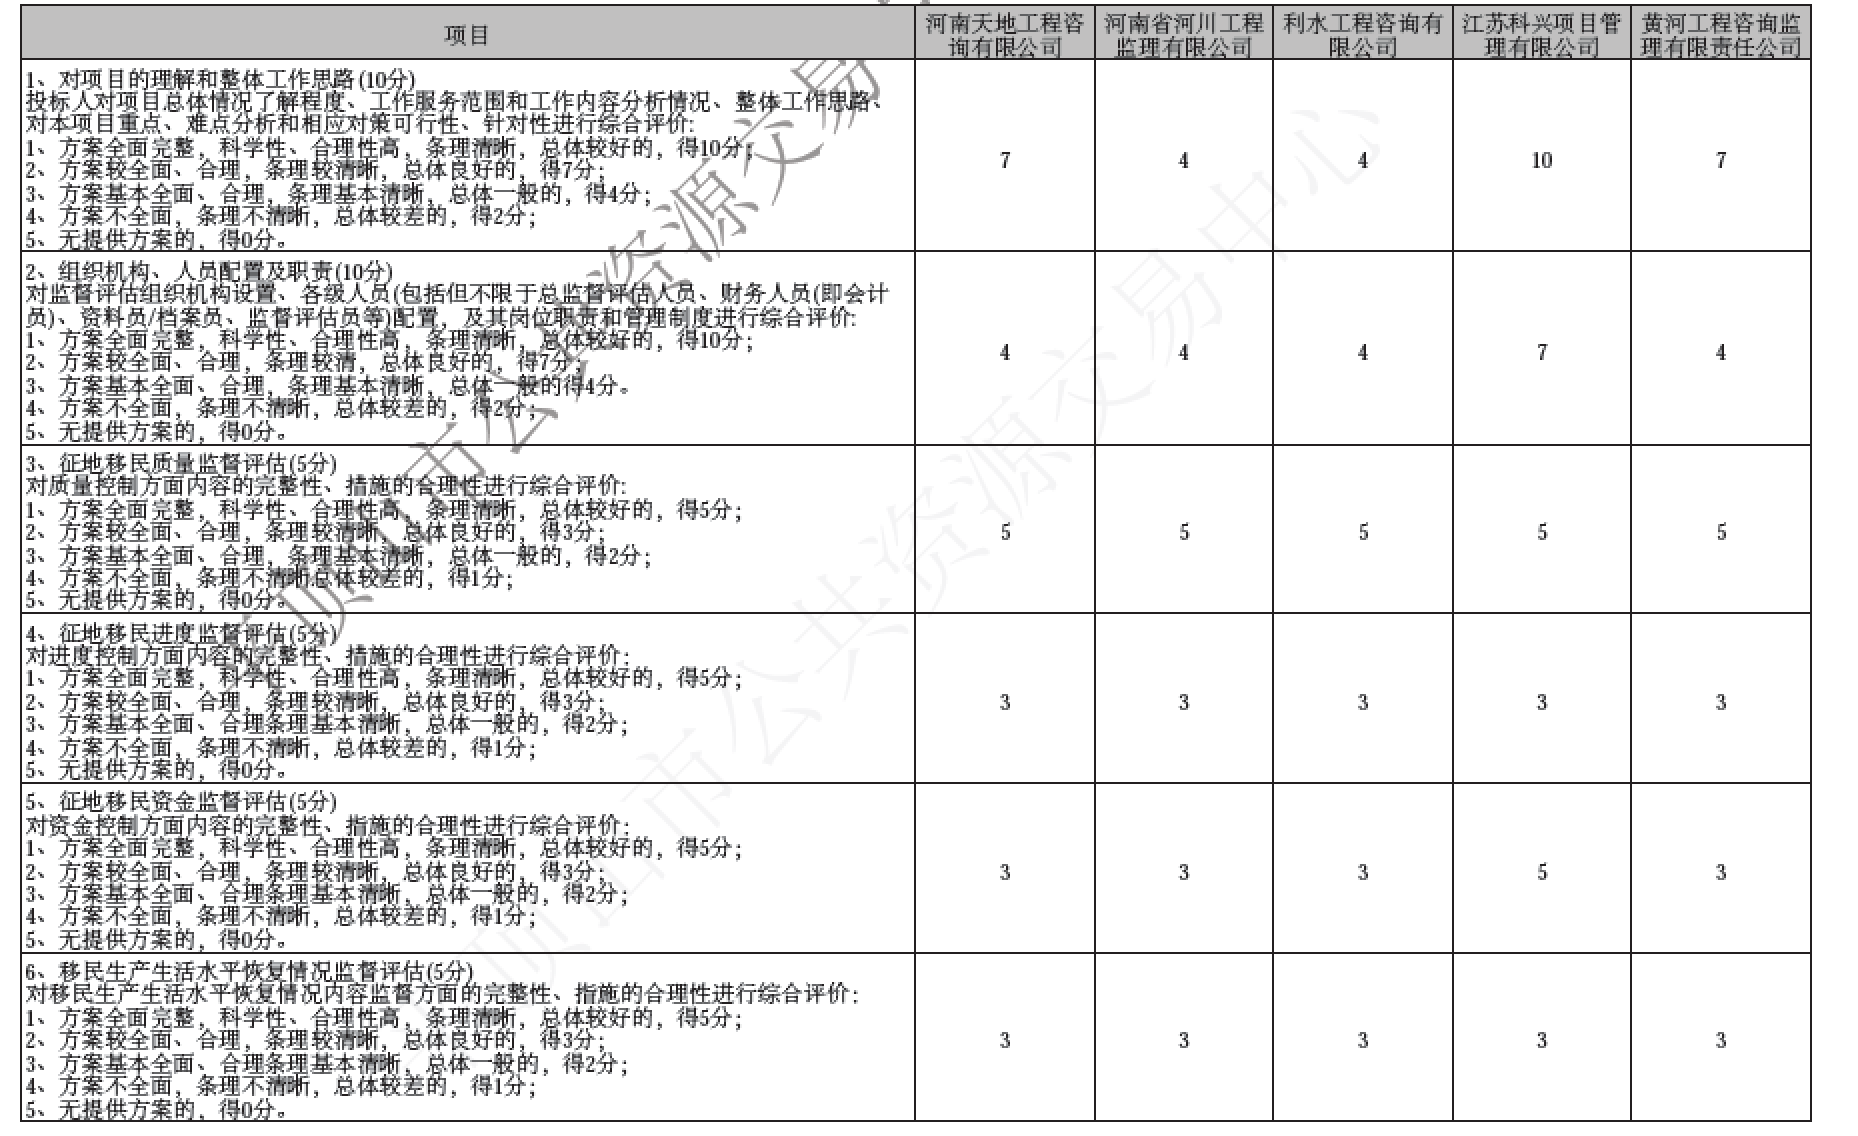 项目
河南天地工程咨
询有限公司
河南省河川工程
监理有限公司
利水工程咨询有
限公司
江苏科兴项目管
理有限公司
黄河工程咨询监
理有限责任公司
1、对项目的理解和整体工作思路(10分)
投标人对项目总体情况了解程度、工作服务范围和工作内容分析情况、整体工作思路、
对本项目重点、难点分析和相应对策可行性、针对性进行综合评价:
1、方案全面完整，科学性、合理性高，条理清晰，总体较好的，得10分；
2、方案较全面、合理，条理较清晰，总体良好的，得7分；
3、方案基本全面、合理，条理基本清晰，总体一般的，得4分；
4、方案不全面，条理不清晰，总体较差的，得2分；
5、无提供方案的，得0分。
7
4
4
10
7
2、组织机构、人员配置及职责(10分)
对监督评估组织机构设置、各级人员(包括但不限于总监督评估人员、财务人员(即会计
员)、资料员/档案员、监督评估员等)配置，及其岗位职责和管理制度进行综合评价:
1、方案全面完整，科学性、合理性高，条理清晰，总体较好的，得10分；
2、方案较全面、合理，条理较清，总体良好的，得7分；
3、方案基本全面、合理，条理基本清晰，总体一般的得4分。
4、方案不全面，条理不清晰，总体较差的，得2分；
5、无提供方案的，得0分。
4
4
4
7
4
3、征地移民质量监督评估(5分)
对质量控制方面内容的完整性、措施的合理性进行综合评价:
1、方案全面完整，科学性、合理性高，条理清晰，总体较好的，得5分；
2、方案较全面、合理，条理较清晰，总体良好的，得3分；
3、方案基本全面、合理，条理基本清晰，总体一般的，得2分；
4、方案不全面，条理不清晰总体较差的，得1分；
5、无提供方案的，得0分。
5
5
5
5
5
4、征地移民进度监督评估(5分)
对进度控制方面内容的完整性、措施的合理性进行综合评价；
1、方案全面完整，科学性、合理性高，条理清晰，总体较好的，得5分；
2、方案较全面、合理，条理较清晰，总体良好的，得3分；
3、方案基本全面、合理条理基本清晰，总体一般的，得2分；
4、方案不全面，条理不清晰，总体较差的，得1分；
5、无提供方案的，得0分。
3
3
3
3
3
5、征地移民资金监督评估(5分)
对资金控制方面内容的完整性、指施的合理性进行综合评价；
1、方案全面完整，科学性、合理性高，条理清晰，总体较好的，得5分；
2、方案较全面、合理，条理较清晰，总体良好的，得3分；
3、方案基本全面、合理条理基本清晰，总体一般的，得2分；
4、方案不全面，条理不清晰，总体较差的，得1分；
5、无提供方案的，得0分。
3
3
3
5
3
6、移民生产生活水平恢复情况监督评估(5分)
对移民生产生活水平恢复情况内容监督方面的完整性、指施的合理性进行综合评价；
1、方案全面完整，科学性、合理性高，条理清晰，总体较好的，得5分；
2、方案较全面、合理，条理较清晰，总体良好的，得3分；
3、方案基本全面、合理条理基本清晰，总体一般的，得2分；
4、方案不全面，条理不清晰，总体较差的，得1分；
5、无提供方案的，得0分。
3
3
3
3
3
顶山市公共资源交易
顶山市公共资源交易中心